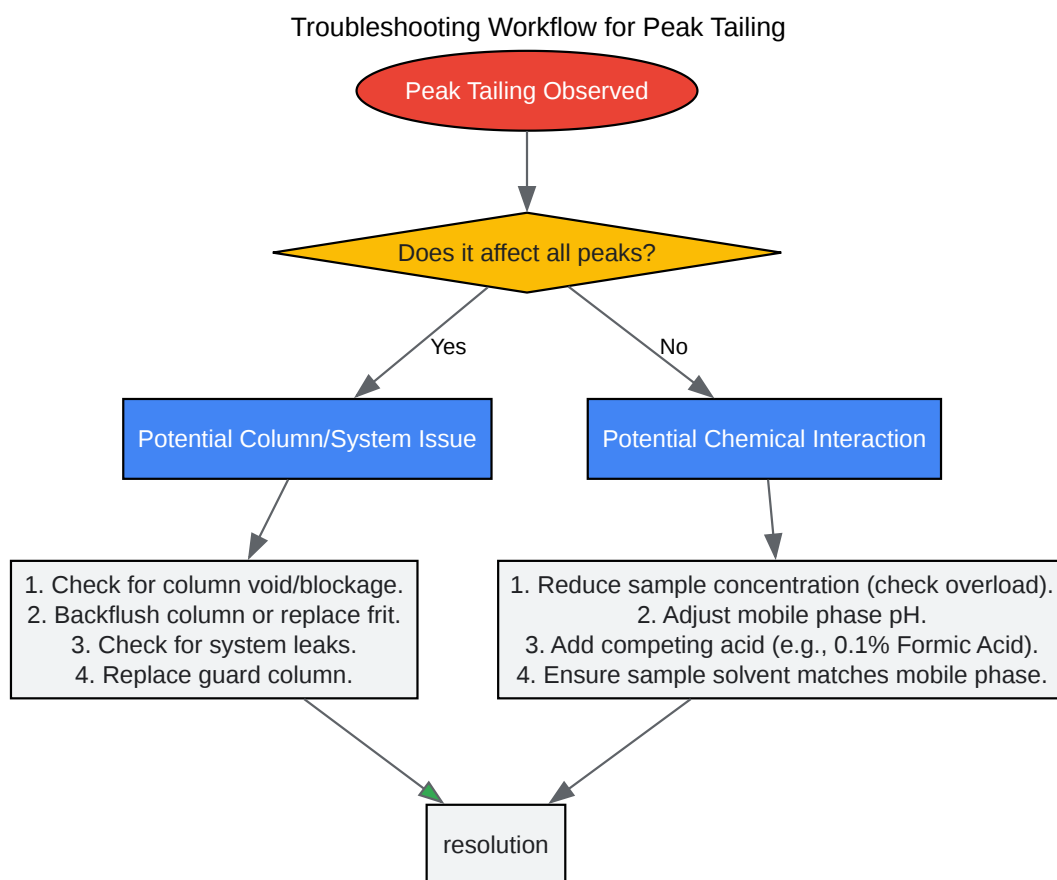 Troubleshooting Workflow for Peak Tailing
Peak Tailing Observed
Does it affect all peaks?
Yes
No
Potential Column/System Issue
Potential Chemical Interaction
1. Check for column void/blockage.
2. Backflush column or replace frit.
3. Check for system leaks.
4. Replace guard column.
1. Reduce sample concentration (check overload).
2. Adjust mobile phase pH.
3. Add competing acid (e.g., 0.1% Formic Acid).
4. Ensure sample solvent matches mobile phase.
resolution